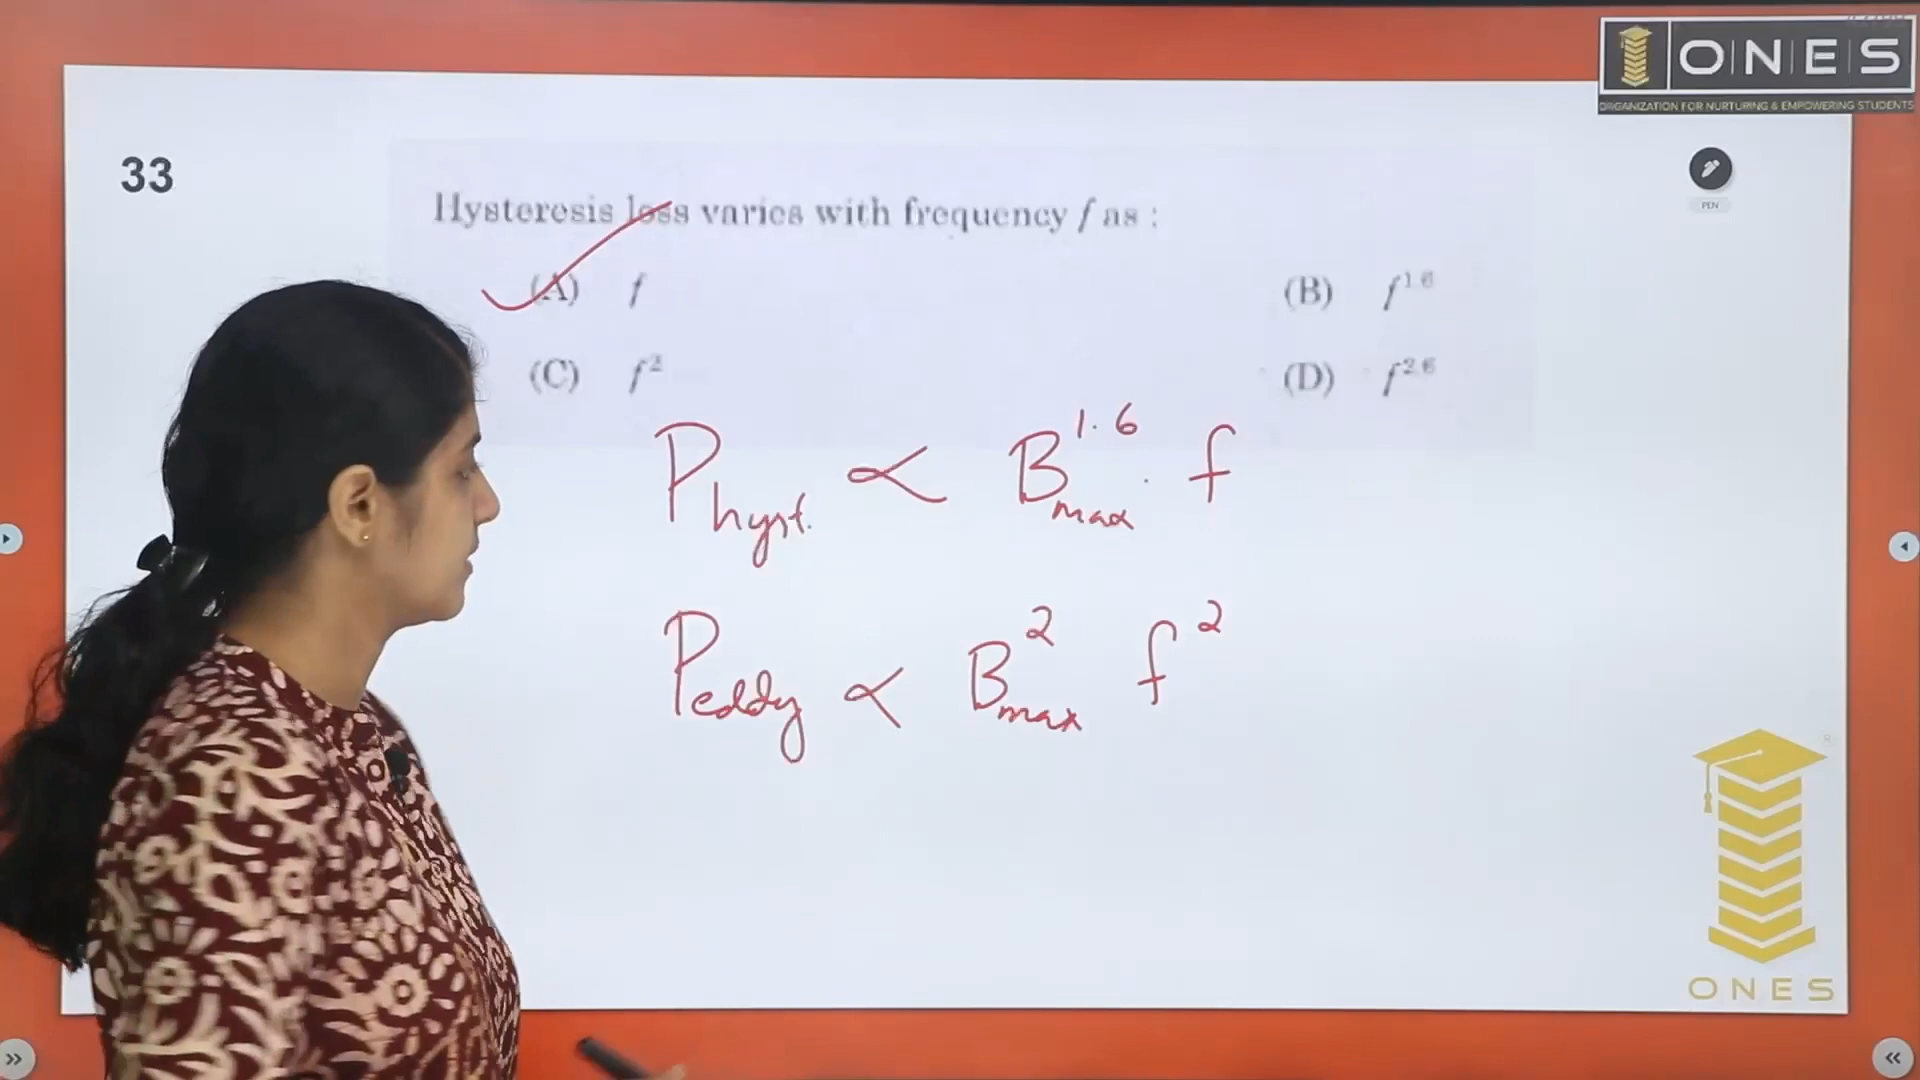 O|N|E|S
ORGANIZATION FOR NURTURING & EMPOWERING STUDENTS
33
PEN
Hysteresis loss varies with frequency f as :
(A) f
(B) f^1.6
(C) f^2
(D) f^2.6
P_hyst. ∝ B_max^1.6 . f
P_eddy ∝ B_max^2 f^2
ONES